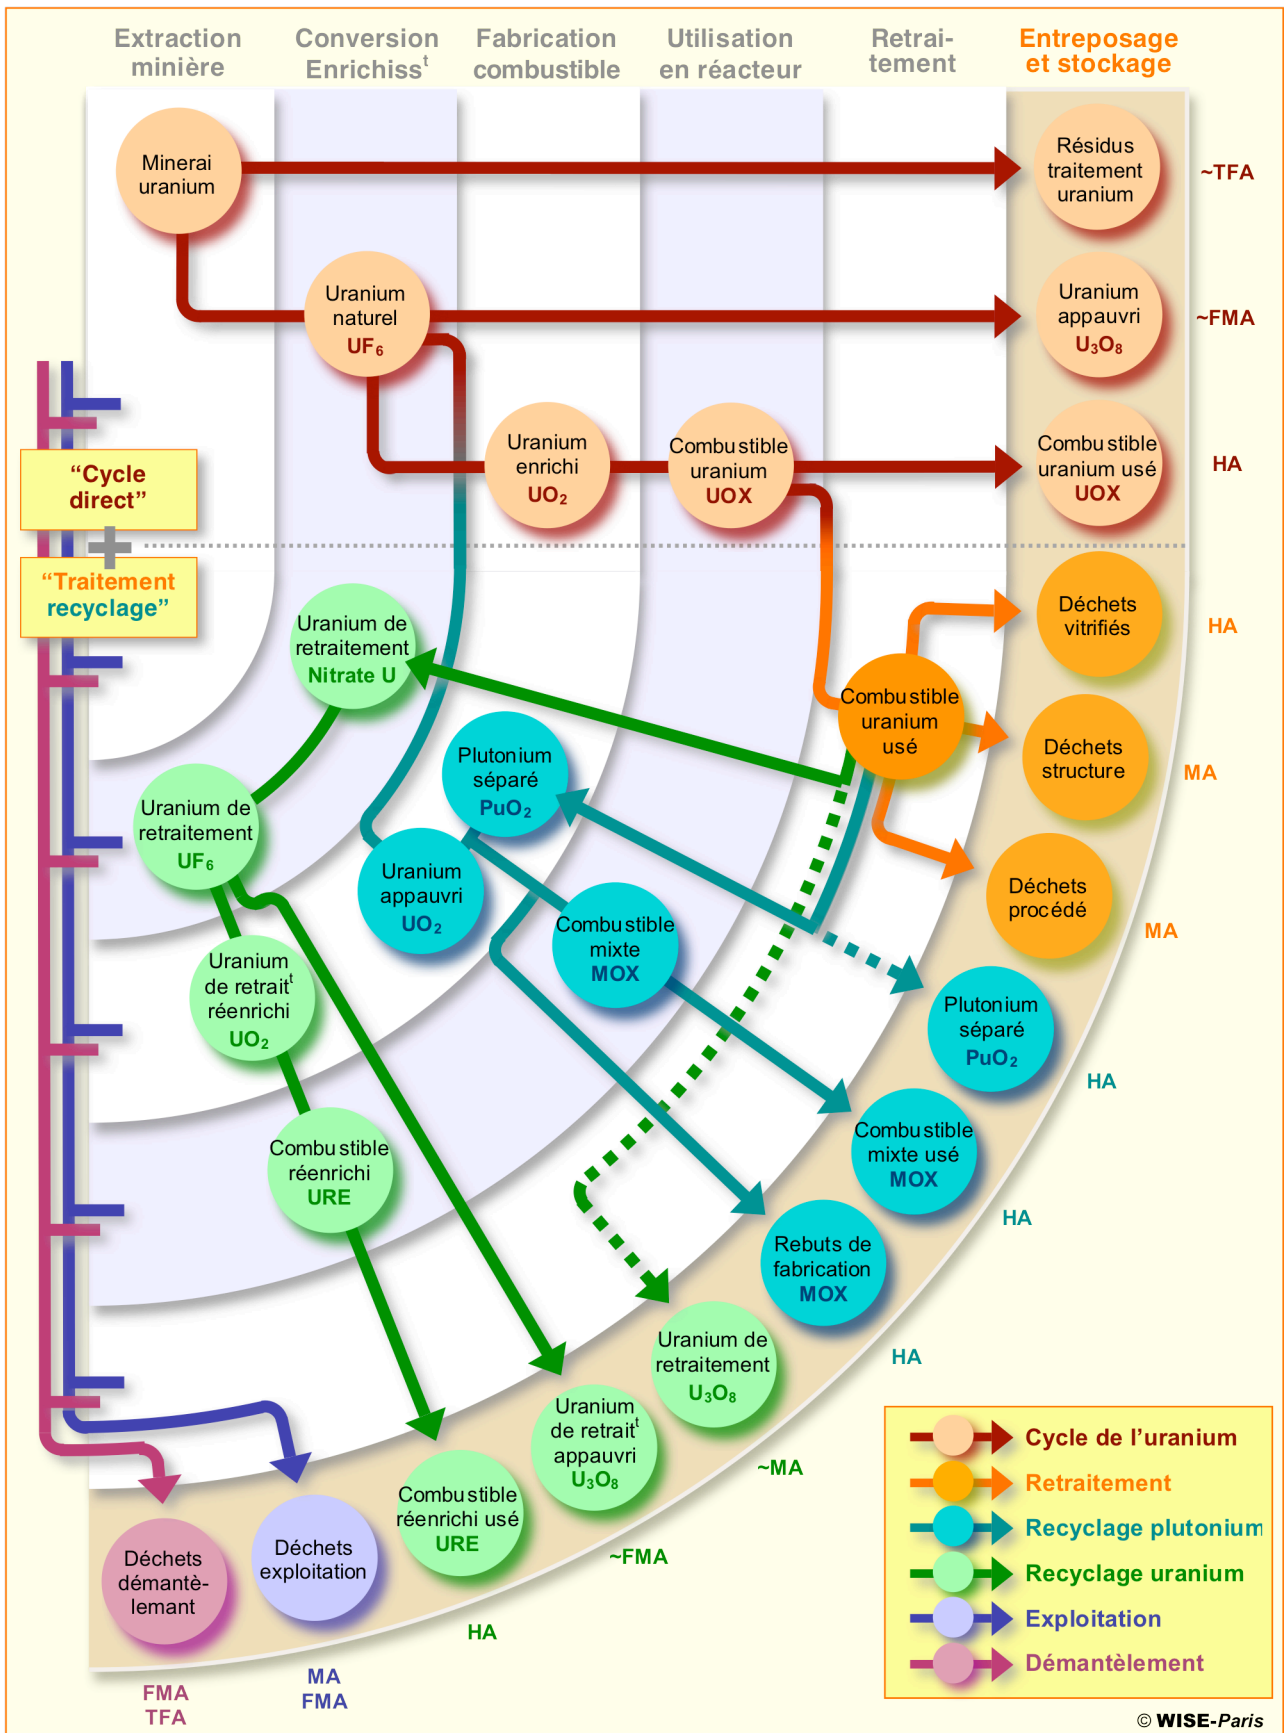 Extraction
minière
Conversion
Enrichissᵗ
Fabrication
combustible
Utilisation
en réacteur
Retrai-
tement
Entreposage
et stockage
Minerai
uranium
Résidus
traitement
uranium
~TFA
Uranium
naturel
UF₆
Uranium
appauvri
U₃O₈
~FMA
Uranium
enrichi
UO₂
Combustible
uranium
UOX
Combustible
uranium usé
UOX
HA
“Cycle
direct”
+
“Traitement
recyclage”
Uranium de
retraitement
Nitrate U
Déchets
vitrifiés
HA
Combustible
uranium
usé
Déchets
structure
MA
Plutonium
séparé
PuO₂
Uranium de
retraitement
UF₆
Uranium
appauvri
UO₂
Déchets
procédé
MA
Combustible
mixte
MOX
Uranium
de retraitᵗ
réenrichi
UO₂
Plutonium
séparé
PuO₂
HA
Combustible
réenrichi
URE
Combustible
mixte usé
MOX
HA
Rebuts de
fabrication
MOX
HA
Uranium de
retraitement
U₃O₈
~MA
Uranium
de retraitᵗ
appauvri
U₃O₈
~FMA
Combustible
réenrichi usé
URE
HA
Déchets
exploitation
MA
FMA
Déchets
démantè-
lemant
FMA
TFA
Cycle de l’uranium
Retraitement
Recyclage plutonium
Recyclage uranium
Exploitation
Démantèlement
© WISE-Paris